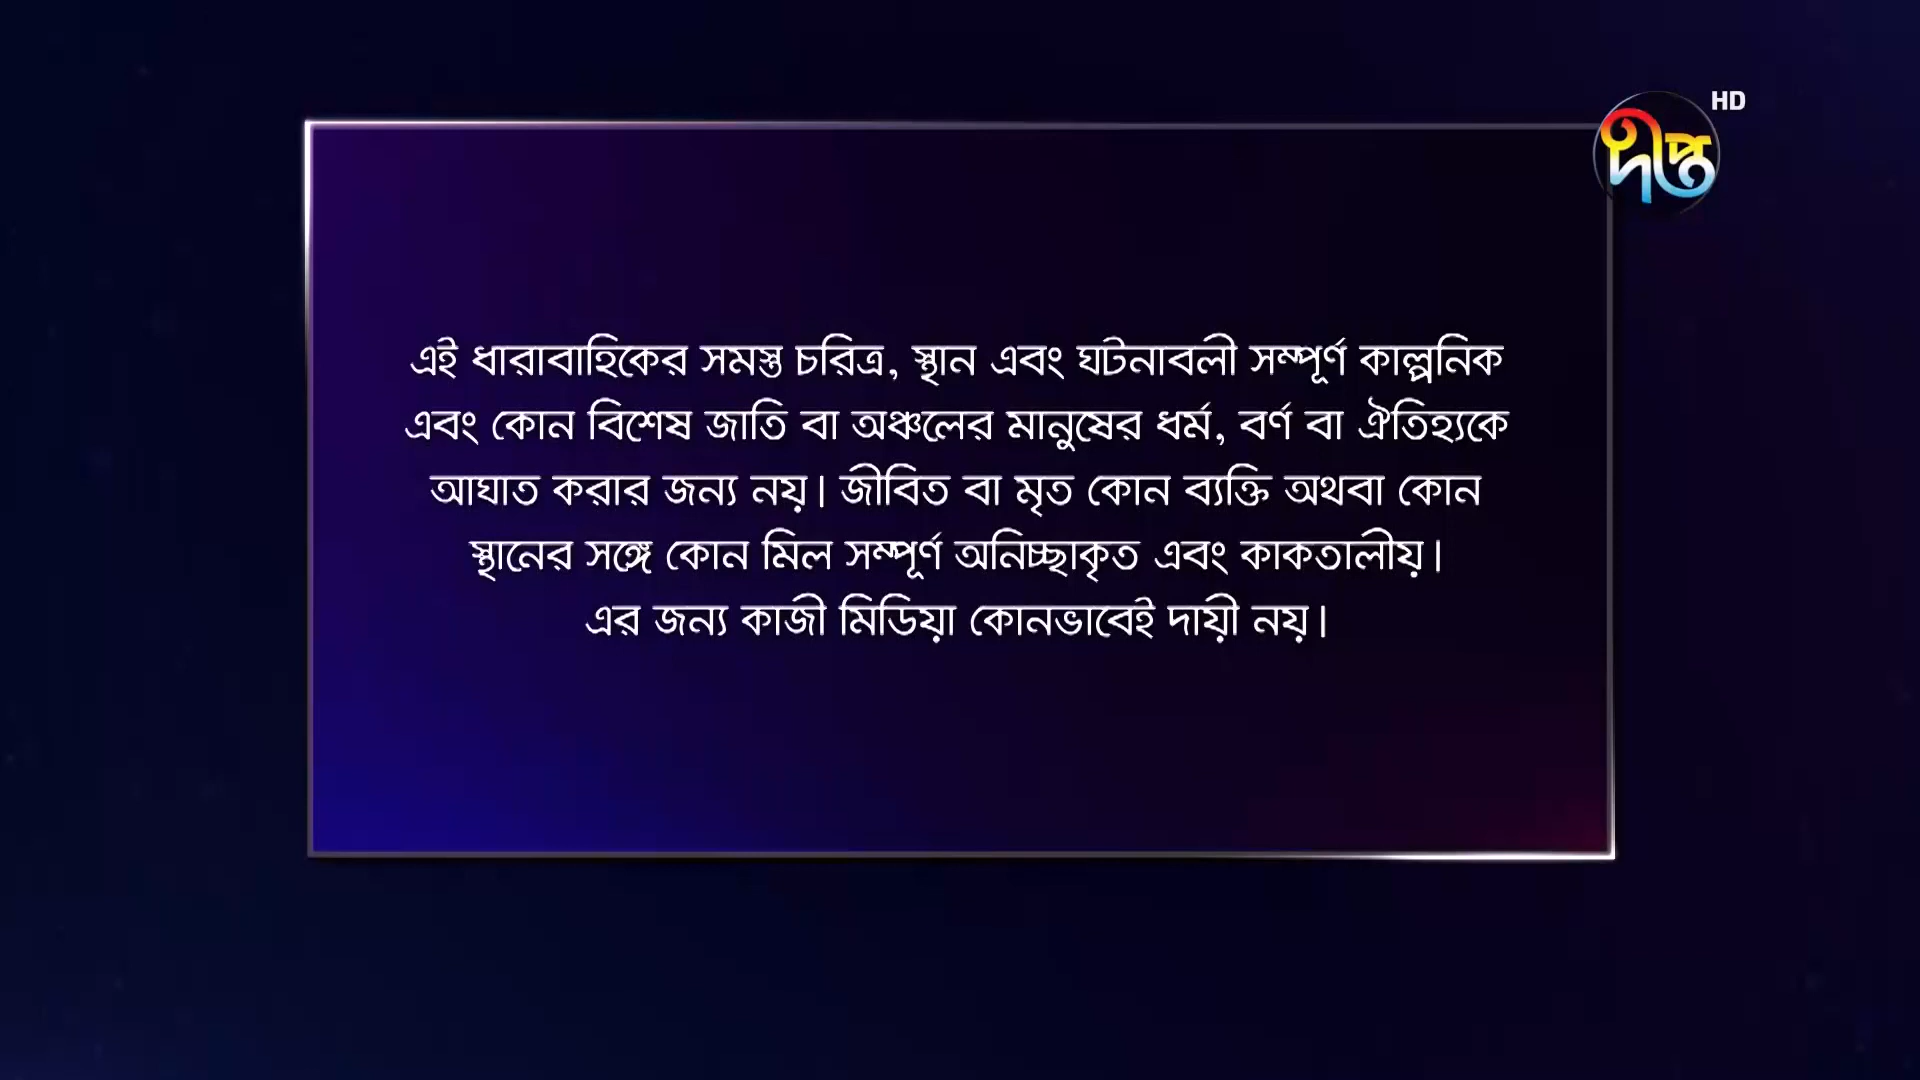 HD
দীপ্ত
এই ধারাবাহিকের সমস্ত চরিত্র, স্থান এবং ঘটনাবলী সম্পূর্ণ কাল্পনিক
এবং কোন বিশেষ জাতি বা অঞ্চলের মানুষের ধর্ম, বর্ণ বা ঐতিহ্যকে
আঘাত করার জন্য নয়। জীবিত বা মৃত কোন ব্যক্তি অথবা কোন
স্থানের সঙ্গে কোন মিল সম্পূর্ণ অনিচ্ছাকৃত এবং কাকতালীয়।
এর জন্য কাজী মিডিয়া কোনভাবেই দায়ী নয়।